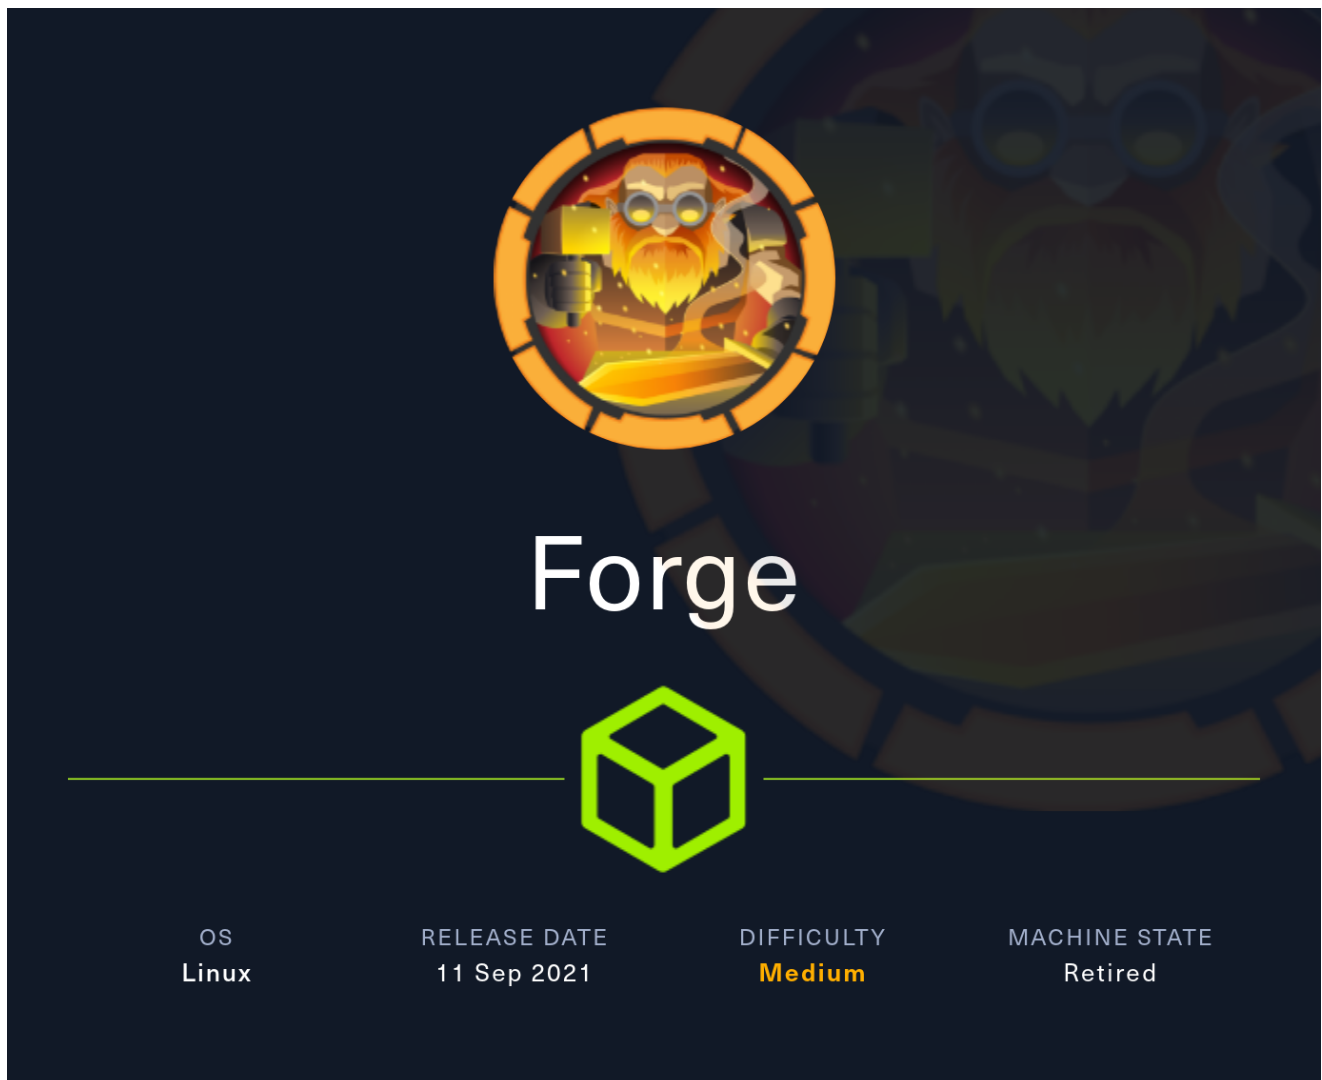 Forge
OS RELEASE DATE DIFFICULTY MACHINE STATE
Linux 11 Sep 2021 Medium Retired